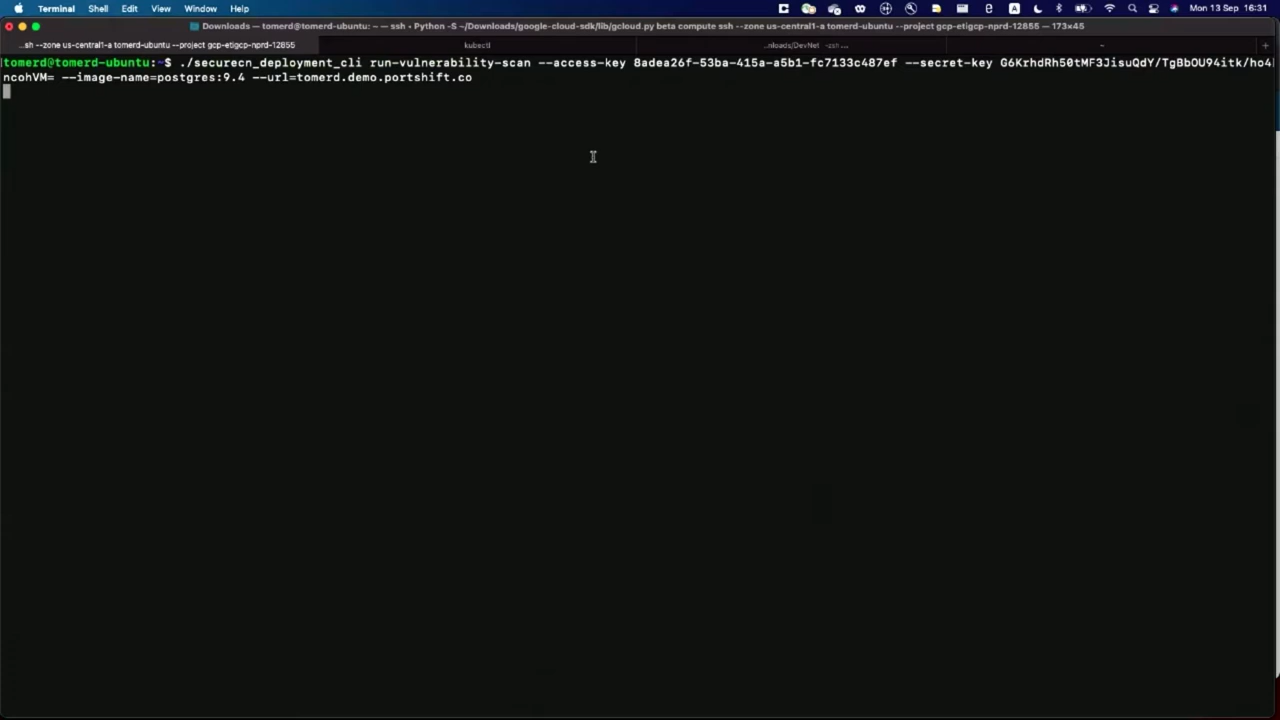 Terminal Shell Edit View Window Help Mon 13 Sep 16:31
Downloads — tomerd@tomerd-ubuntu: ~ — ssh • Python -S ~/Downloads/google-cloud-sdk/lib/gcloud.py beta compute ssh --zone us-central1-a tomerd-ubuntu --project gcp-etigcp-nprd-12855 — 173×45
...sh --zone us-central1-a tomerd-ubuntu --project gcp-etigcp-nprd-12855 kubectl ...nloads/DevNet -zsh ... ~ +
tomerd@tomerd-ubuntu:~$ ./securecn_deployment_cli run-vulnerability-scan --access-key 8adea26f-53ba-415a-a5b1-fc7133c487ef --secret-key G6KrhdRh50tMF3JisuQdY/TgBbOU94itk/ho4
ncohVM= --image-name=postgres:9.4 --url=tomerd.demo.portshift.co